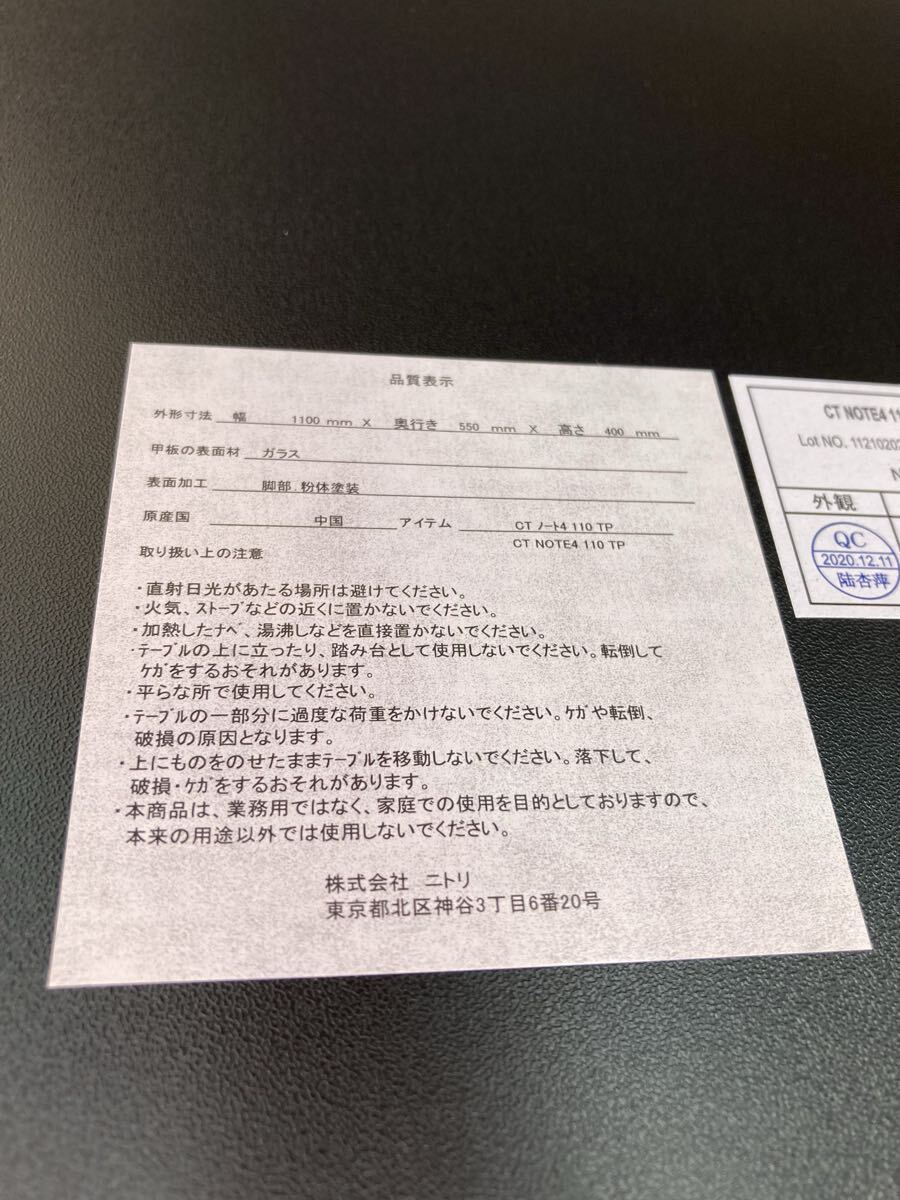 品質表示
外形寸法 幅 1100 mm X 奥行き 550 mm X 高さ 400 mm
甲板の表面材 ガラス
表面加工 脚部 粉体塗装
原産国 中国 アイテム CT ノート4 110 TP
CT NOTE4 110 TP
取り扱い上の注意
・直射日光があたる場所は避けてください。
・火気、ｽﾄｰﾌﾞなどの近くに置かないでください。
・加熱したﾅﾍﾞ、湯沸しなどを直接置かないでください。
・ﾃｰﾌﾞﾙの上に立ったり、踏み台として使用しないでください。転倒して
ｹｶﾞをするおそれがあります。
・平らな所で使用してください。
・ﾃｰﾌﾞﾙの一部分に過度な荷重をかけないでください。ｹｶﾞや転倒、
破損の原因となります。
・上にものをのせたままﾃｰﾌﾞﾙを移動しないでください。落下して、
破損・ｹｶﾞをするおそれがあります。
・本商品は、業務用ではなく、家庭での使用を目的としておりますので、
本来の用途以外では使用しないでください。
株式会社 ニトリ
東京都北区神谷3丁目6番20号
CT NOTE4 11
Lot NO. 1121020
N
外観
QC
2020.12.11
陆杏萍